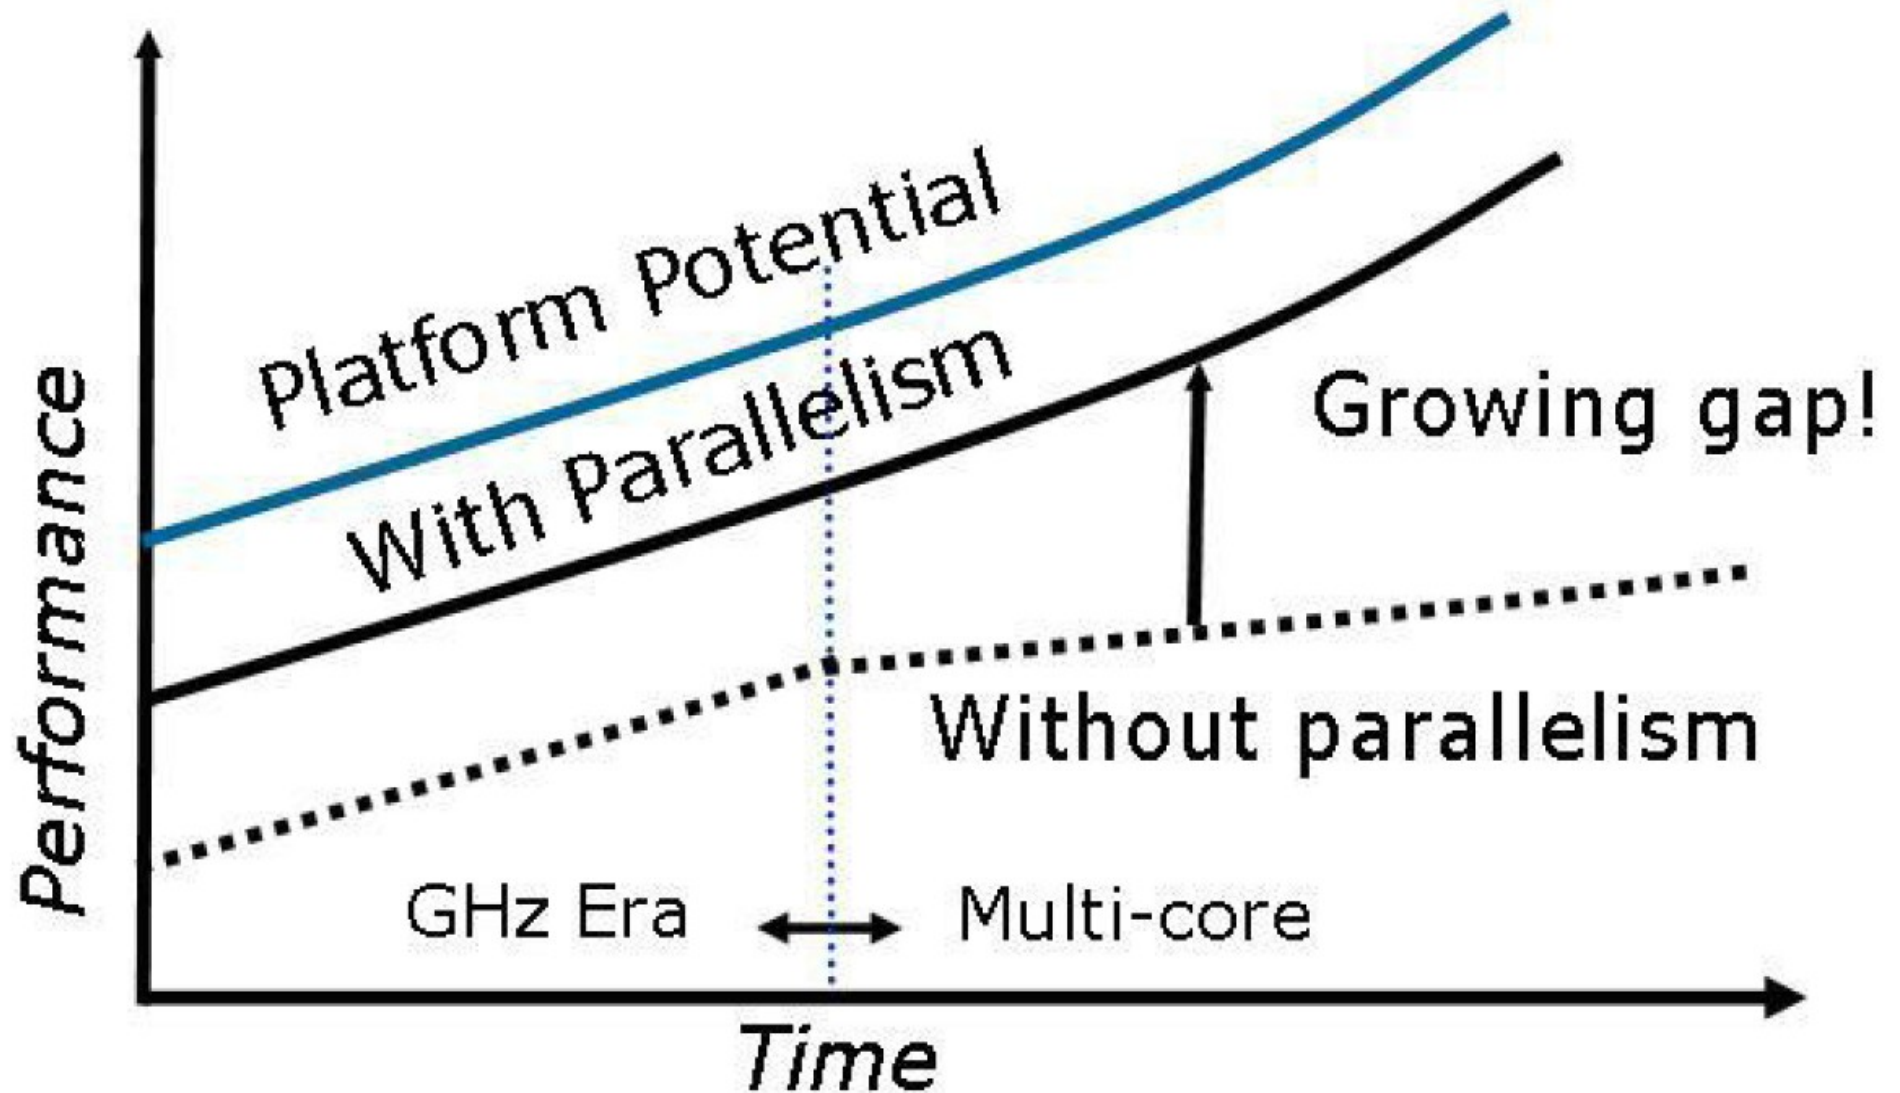 Platform Potential
With Parallelism
Growing gap!
Without parallelism
GHz Era
Multi-core
Performance
Time